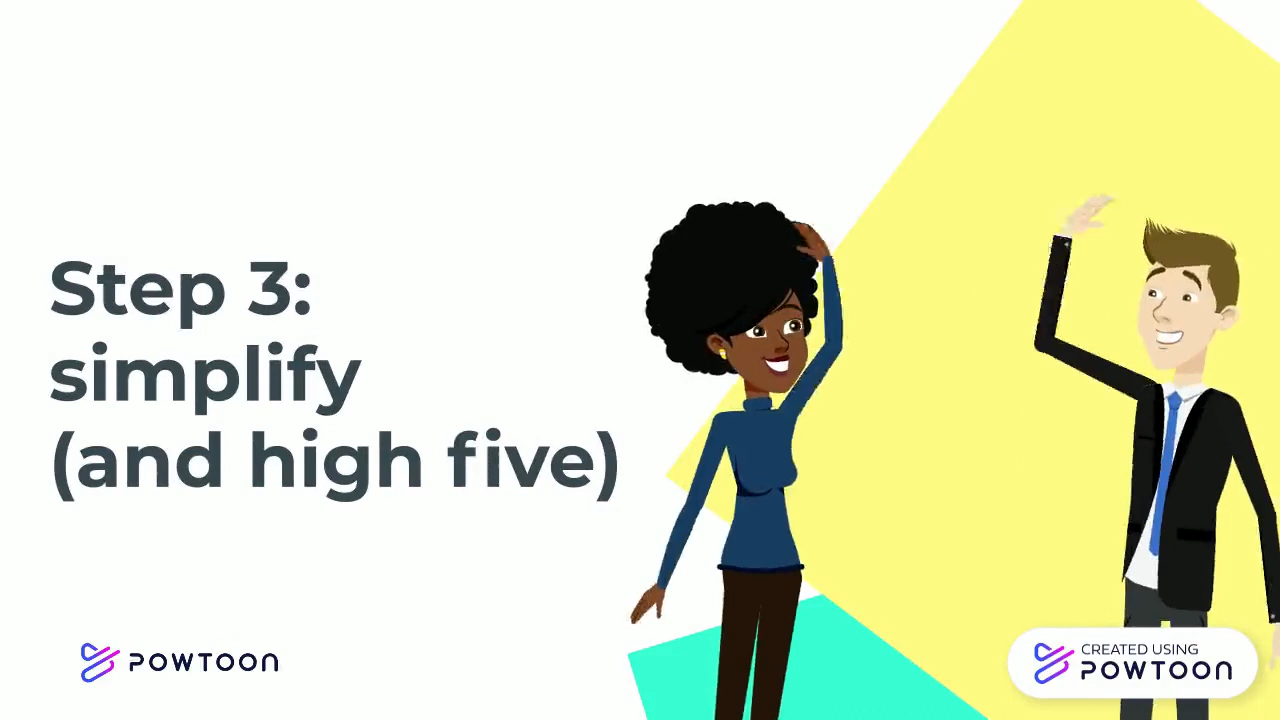 Step 3:
simplify
(and high five)
POWTOON
CREATED USING
POWTOON